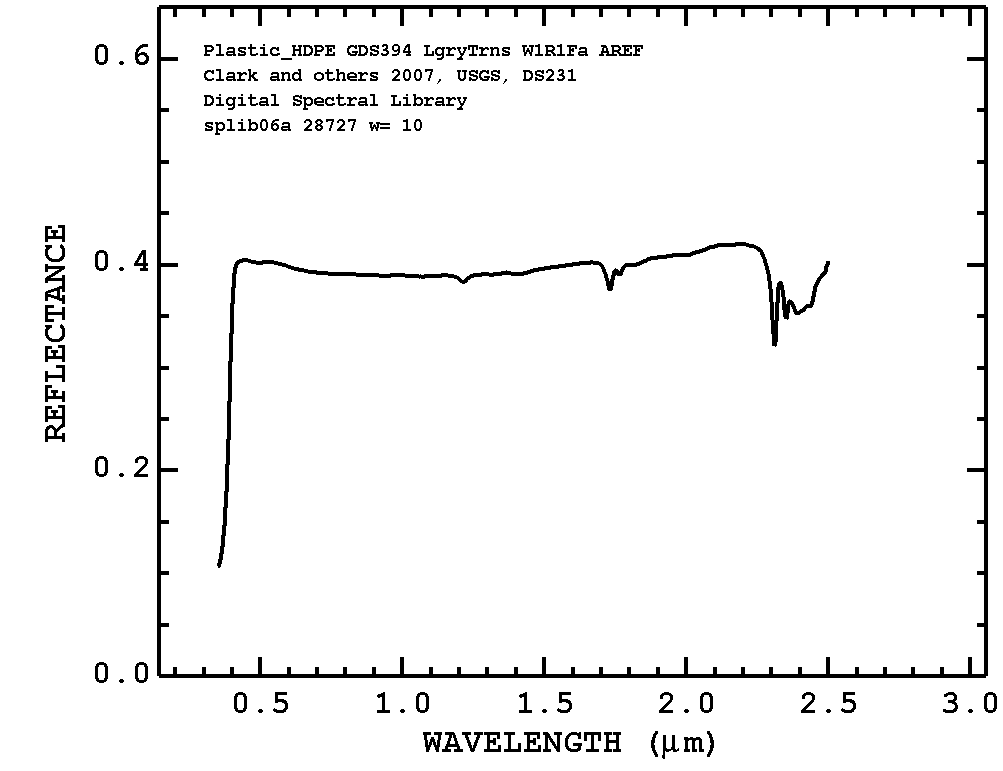 Plastic_HDPE GDS394 LgryTrns W1R1Fa AREF
Clark and others 2007, USGS, DS231
Digital Spectral Library
splib06a 28727 w= 10
0.6
0.4
0.2
0.0
REFLECTANCE
0.5 1.0 1.5 2.0 2.5 3.0
WAVELENGTH (μm)